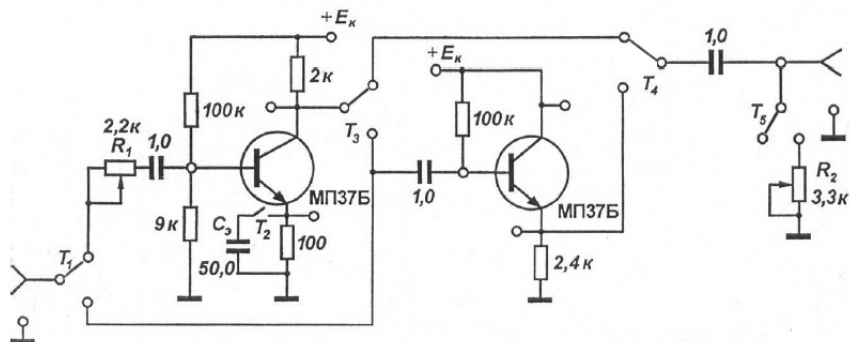 +Eк
2к
100к
2,2к
R1
1,0
9к
T1
МП37Б
Cэ
T2
50,0
100
T3
+Eк
100к
1,0
МП37Б
2,4к
T4
1,0
T5
R2
3,3к